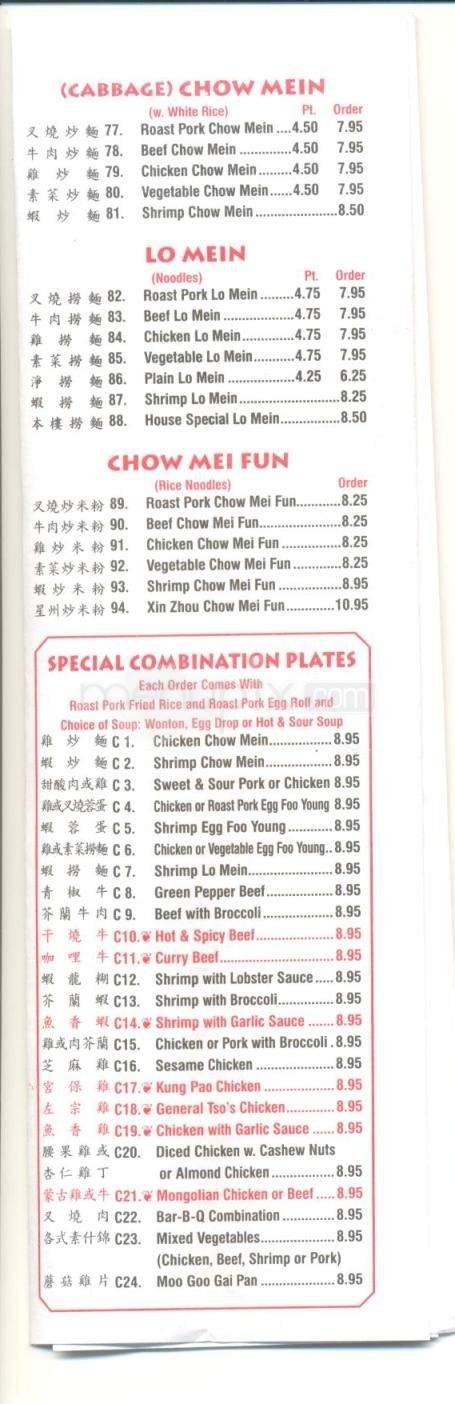 (CABBAGE) CHOW MEIN
(w. White Rice) Pt. Order
叉燒炒麵 77. Roast Pork Chow Mein ....4.50 7.95
牛肉炒麵 78. Beef Chow Mein ..............4.50 7.95
雞炒麵 79. Chicken Chow Mein .........4.50 7.95
素菜炒麵 80. Vegetable Chow Mein......4.50 7.95
蝦炒麵 81. Shrimp Chow Mein ......................8.50
LO MEIN
(Noodles) Pt. Order
叉燒撈麵 82. Roast Pork Lo Mein .........4.75 7.95
牛肉撈麵 83. Beef Lo Mein ...................4.75 7.95
雞撈麵 84. Chicken Lo Mein..............4.75 7.95
素菜撈麵 85. Vegetable Lo Mein...........4.75 7.95
淨撈麵 86. Plain Lo Mein ..................4.25 6.25
蝦撈麵 87. Shrimp Lo Mein...........................8.25
本樓撈麵 88. House Special Lo Mein................8.50
CHOW MEI FUN
(Rice Noodles) Order
叉燒炒米粉 89. Roast Pork Chow Mei Fun............8.25
牛肉炒米粉 90. Beef Chow Mei Fun......................8.25
雞炒米粉 91. Chicken Chow Mei Fun ................8.25
素菜炒米粉 92. Vegetable Chow Mei Fun .............8.25
蝦炒米粉 93. Shrimp Chow Mei Fun .................8.95
星州炒米粉 94. Xin Zhou Chow Mei Fun.............10.95
SPECIAL COMBINATION PLATES
Each Order Comes With
Roast Pork Fried Rice and Roast Pork Egg Roll and
Choice of Soup: Wonton, Egg Drop or Hot & Sour Soup
雞炒麵 C 1. Chicken Chow Mein...................8.95
蝦炒麵 C 2. Shrimp Chow Mein....................8.95
甜酸肉或雞 C 3. Sweet & Sour Pork or Chicken 8.95
雞或叉燒蓉蛋 C 4. Chicken or Roast Pork Egg Foo Young 8.95
蝦蓉蛋 C 5. Shrimp Egg Foo Young .............8.95
雞或素菜撈麵 C 6. Chicken or Vegetable Egg Foo Young..8.95
蝦撈麵 C 7. Shrimp Lo Mein.........................8.95
青椒牛 C 8. Green Pepper Beef....................8.95
芥蘭牛肉 C 9. Beef with Broccoli.....................8.95
干燒牛 C10. Hot & Spicy Beef.......................8.95
咖哩牛 C11. Curry Beef.................................8.95
蝦龍糊 C12. Shrimp with Lobster Sauce .....8.95
芥蘭蝦 C13. Shrimp with Broccoli................8.95
魚香蝦 C14. Shrimp with Garlic Sauce .......8.95
雞或肉芥蘭 C15. Chicken or Pork with Broccoli .8.95
芝麻雞 C16. Sesame Chicken .......................8.95
宮保雞 C17. Kung Pao Chicken .....................8.95
左宗雞 C18. General Tso's Chicken...............8.95
魚香雞 C19. Chicken with Garlic Sauce ......8.95
腰果雞或 C20. Diced Chicken w. Cashew Nuts
杏仁雞丁 or Almond Chicken ..................8.95
蒙古雞或牛 C21. Mongolian Chicken or Beef .....8.95
叉燒肉 C22. Bar-B-Q Combination ...............8.95
各式素什錦 C23. Mixed Vegetables......................8.95
(Chicken, Beef, Shrimp or Pork)
蘑菇雞片 C24. Moo Goo Gai Pan .....................8.95